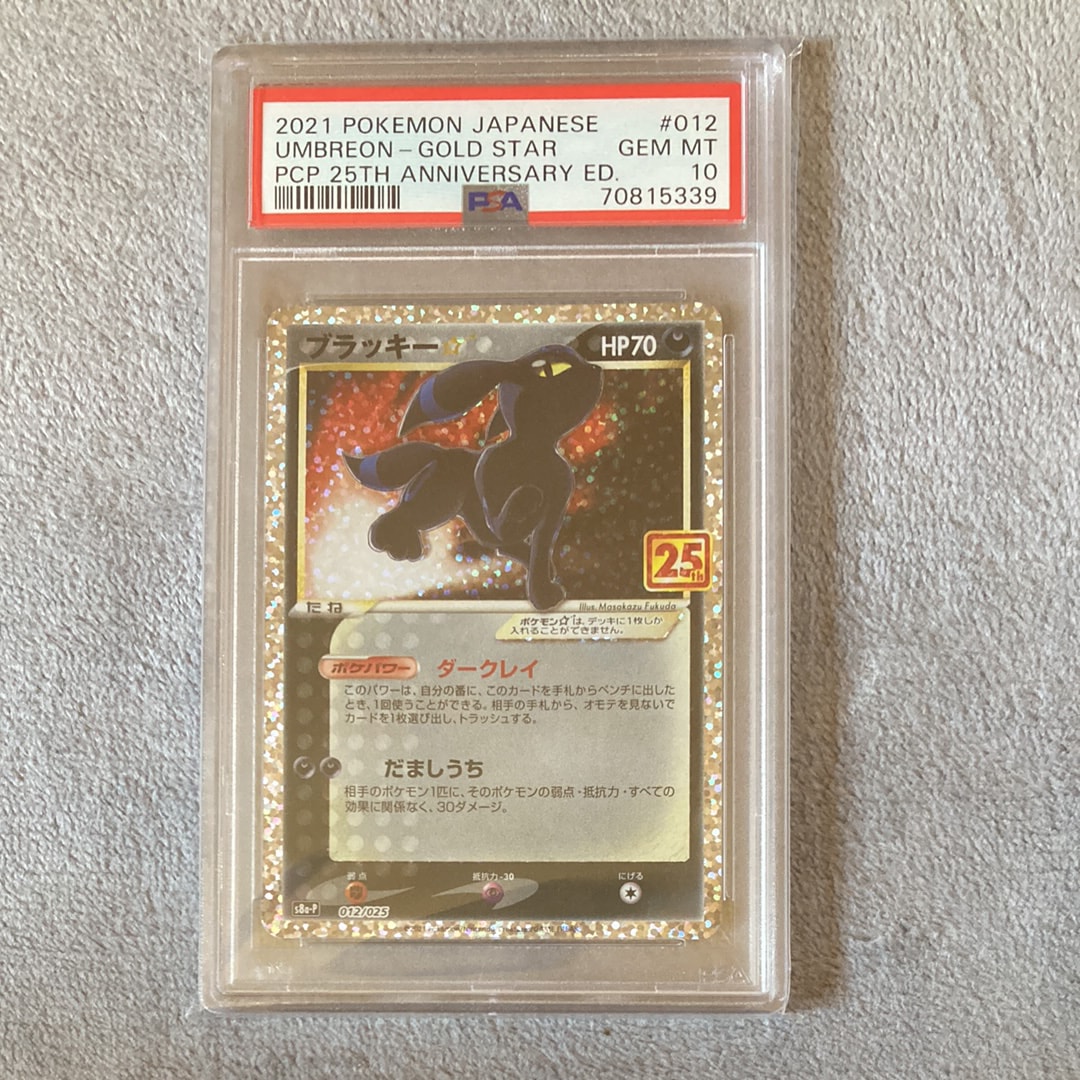 2021 POKEMON JAPANESE #012
UMBREON - GOLD STAR GEM MT
PCP 25TH ANNIVERSARY ED. 10
PSA 70815339
ブラッキー☆ HP70
25th
たね
Illus. Masakazu Fukuda
ポケモン☆は、デッキに1枚しか
入れることができません。
ポケパワー ダークレイ
このパワーは、自分の番に、このカードを手札からベンチに出した
とき、1回使うことができる。相手の手札から、オモテを見ないで
カードを1枚選び出し、トラッシュする。
だましうち
相手のポケモン1匹に、そのポケモンの弱点・抵抗力・すべての
効果に関係なく、30ダメージ。
弱点 抵抗力-30 にげる
s8a-P 012/025